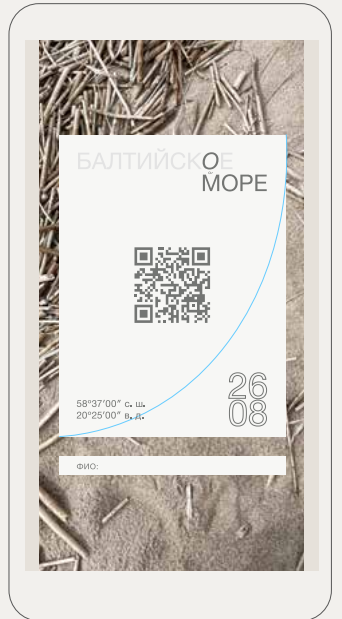 БАЛТИЙСКОЕ
МОРЕ
58°37'00" с. ш.
20°25'00" в. д.
26
08
ФИО: